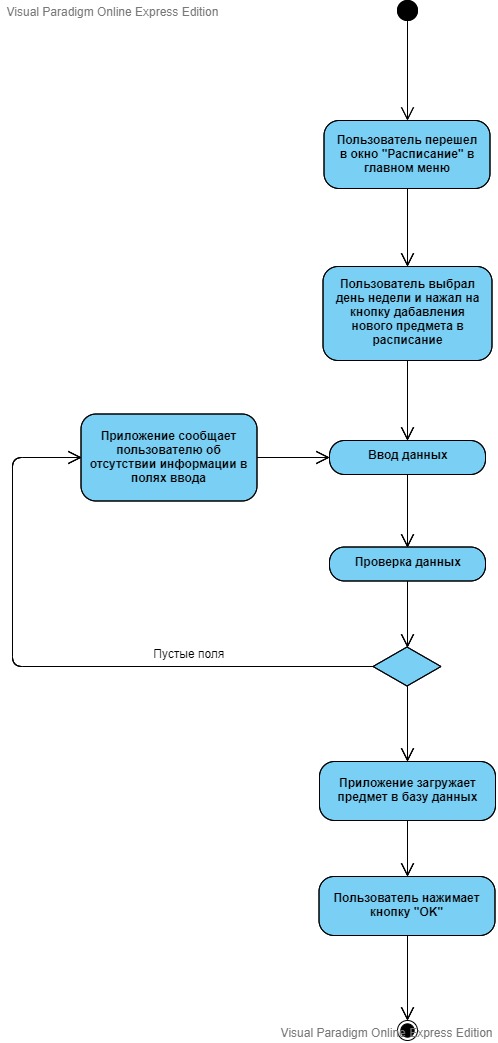 Visual Paradigm Online Express Edition
Пользователь перешел
в окно "Расписание" в
главном меню
Пользователь выбрал
день недели и нажал на
кнопку дабавления
нового предмета в
расписание
Приложение сообщает
пользователю об
отсутствии информации в
полях ввода
Ввод данных
Проверка данных
Пустые поля
Приложение загружает
предмет в базу данных
Пользователь нажимает
кнопку "OK"
Visual Paradigm Online Express Edition